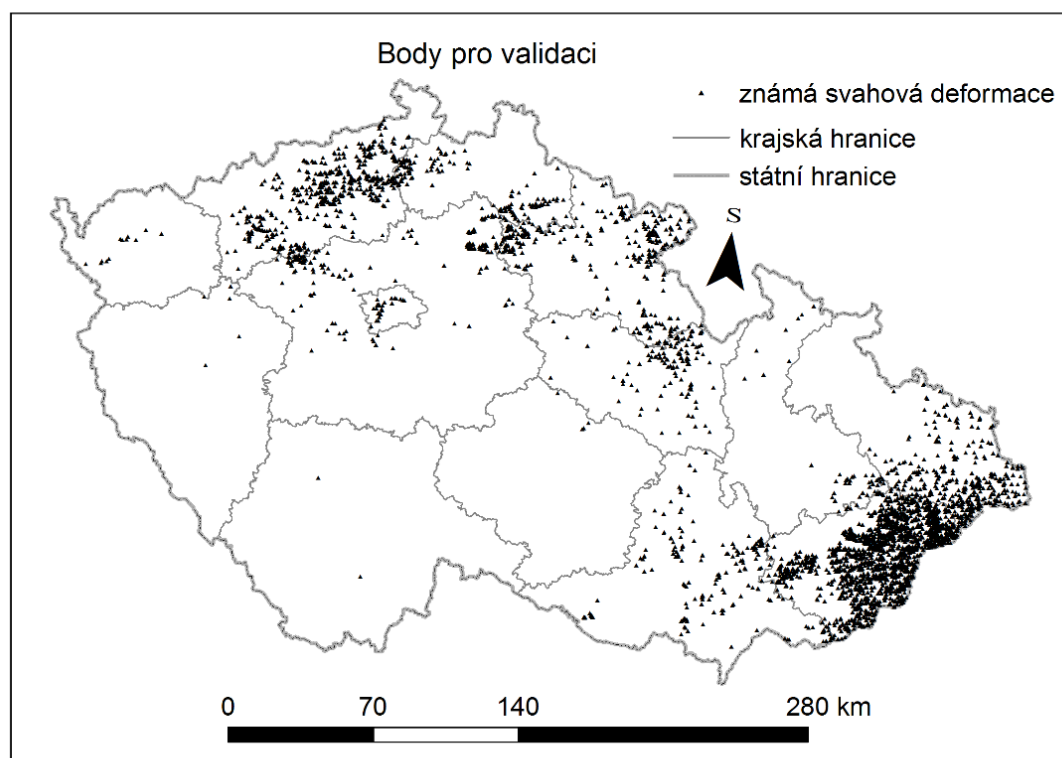 Body pro validaci
známá svahová deformace
krajská hranice
státní hranice
S
0 70 140 280 km